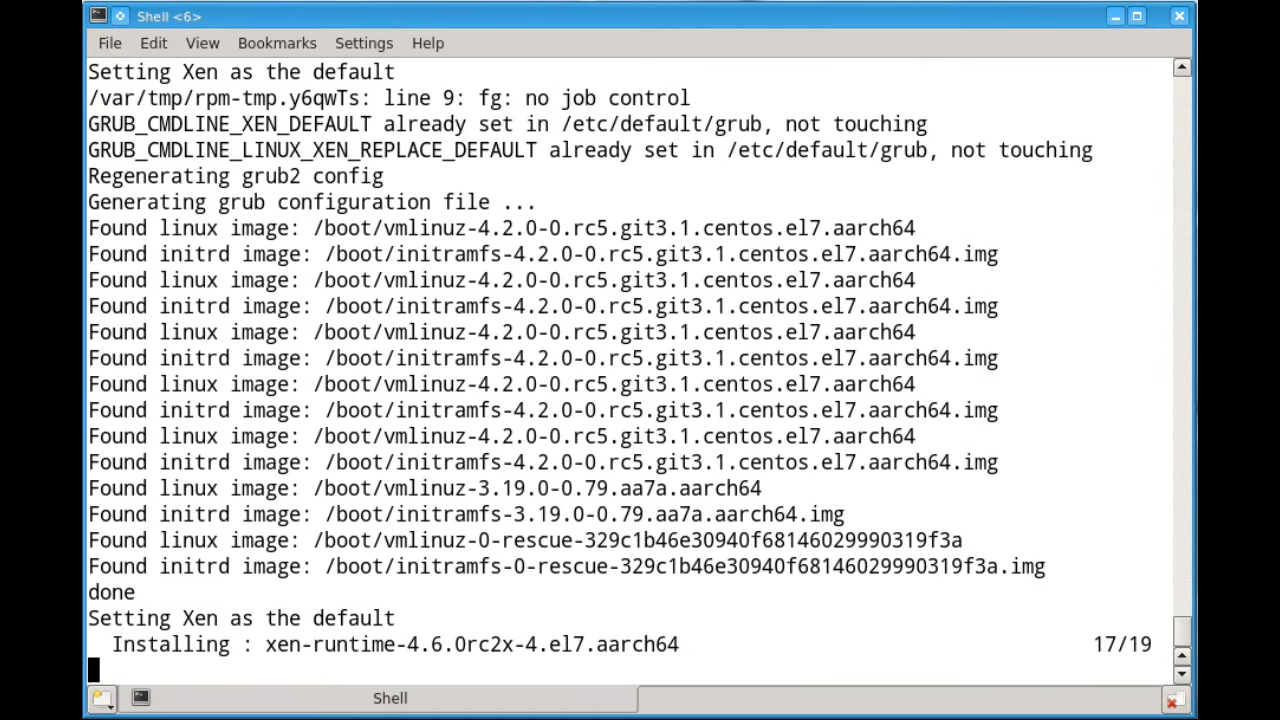 Shell <6>
File Edit View Bookmarks Settings Help
Setting Xen as the default
/var/tmp/rpm-tmp.y6qwTs: line 9: fg: no job control
GRUB_CMDLINE_XEN_DEFAULT already set in /etc/default/grub, not touching
GRUB_CMDLINE_LINUX_XEN_REPLACE_DEFAULT already set in /etc/default/grub, not touching
Regenerating grub2 config
Generating grub configuration file ...
Found linux image: /boot/vmlinuz-4.2.0-0.rc5.git3.1.centos.el7.aarch64
Found initrd image: /boot/initramfs-4.2.0-0.rc5.git3.1.centos.el7.aarch64.img
Found linux image: /boot/vmlinuz-4.2.0-0.rc5.git3.1.centos.el7.aarch64
Found initrd image: /boot/initramfs-4.2.0-0.rc5.git3.1.centos.el7.aarch64.img
Found linux image: /boot/vmlinuz-4.2.0-0.rc5.git3.1.centos.el7.aarch64
Found initrd image: /boot/initramfs-4.2.0-0.rc5.git3.1.centos.el7.aarch64.img
Found linux image: /boot/vmlinuz-4.2.0-0.rc5.git3.1.centos.el7.aarch64
Found initrd image: /boot/initramfs-4.2.0-0.rc5.git3.1.centos.el7.aarch64.img
Found linux image: /boot/vmlinuz-4.2.0-0.rc5.git3.1.centos.el7.aarch64
Found initrd image: /boot/initramfs-4.2.0-0.rc5.git3.1.centos.el7.aarch64.img
Found linux image: /boot/vmlinuz-3.19.0-0.79.aa7a.aarch64
Found initrd image: /boot/initramfs-3.19.0-0.79.aa7a.aarch64.img
Found linux image: /boot/vmlinuz-0-rescue-329c1b46e30940f68146029990319f3a
Found initrd image: /boot/initramfs-0-rescue-329c1b46e30940f68146029990319f3a.img
done
Setting Xen as the default
Installing : xen-runtime-4.6.0rc2x-4.el7.aarch64 17/19
Shell